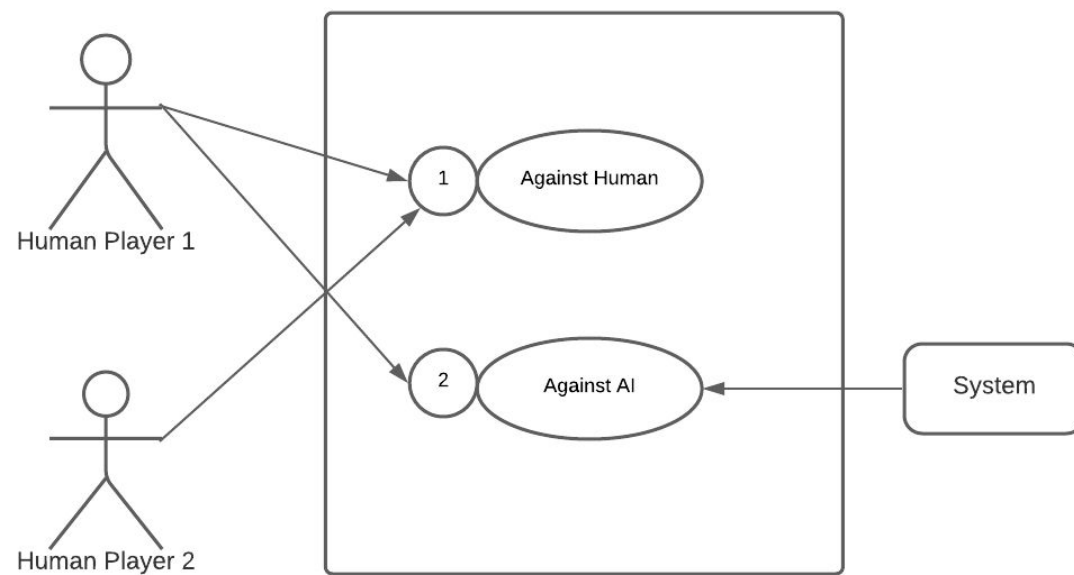 Human Player 1
1
Against Human
2
Against AI
System
Human Player 2